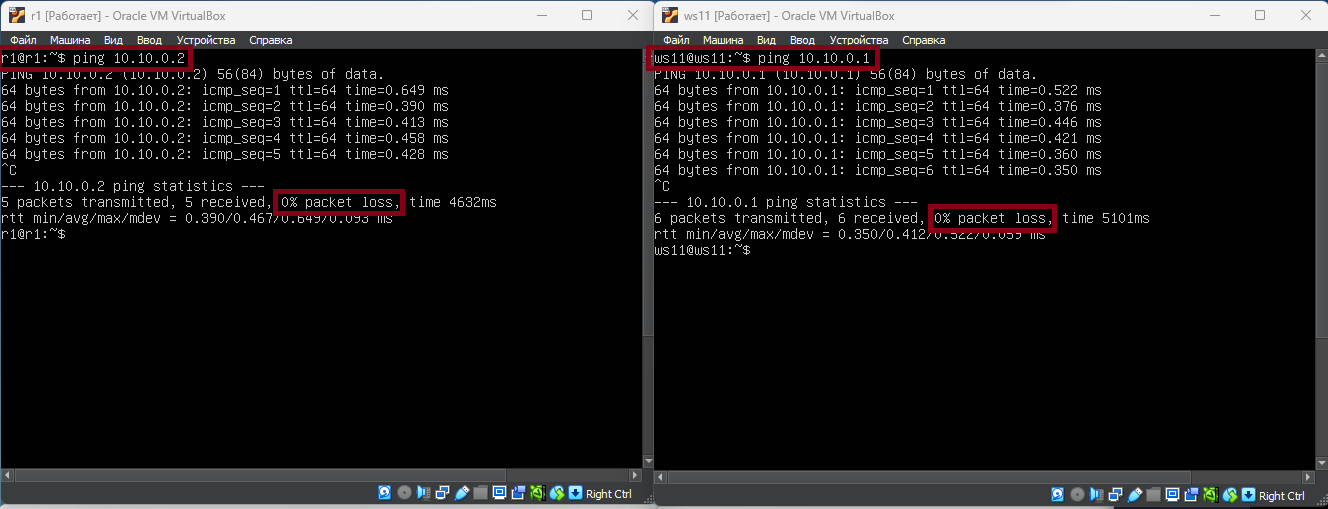 r1 [Работает] - Oracle VM VirtualBox
Файл Машина Вид Ввод Устройства Справка
r1@r1:~$ ping 10.10.0.2
PING 10.10.0.2 (10.10.0.2) 56(84) bytes of data.
64 bytes from 10.10.0.2: icmp_seq=1 ttl=64 time=0.649 ms
64 bytes from 10.10.0.2: icmp_seq=2 ttl=64 time=0.390 ms
64 bytes from 10.10.0.2: icmp_seq=3 ttl=64 time=0.413 ms
64 bytes from 10.10.0.2: icmp_seq=4 ttl=64 time=0.458 ms
64 bytes from 10.10.0.2: icmp_seq=5 ttl=64 time=0.428 ms
^C
--- 10.10.0.2 ping statistics ---
5 packets transmitted, 5 received, 0% packet loss, time 4632ms
rtt min/avg/max/mdev = 0.390/0.467/0.649/0.093 ms
r1@r1:~$
Right Ctrl
ws11 [Работает] - Oracle VM VirtualBox
Файл Машина Вид Ввод Устройства Справка
ws11@ws11:~$ ping 10.10.0.1
PING 10.10.0.1 (10.10.0.1) 56(84) bytes of data.
64 bytes from 10.10.0.1: icmp_seq=1 ttl=64 time=0.522 ms
64 bytes from 10.10.0.1: icmp_seq=2 ttl=64 time=0.376 ms
64 bytes from 10.10.0.1: icmp_seq=3 ttl=64 time=0.446 ms
64 bytes from 10.10.0.1: icmp_seq=4 ttl=64 time=0.421 ms
64 bytes from 10.10.0.1: icmp_seq=5 ttl=64 time=0.360 ms
64 bytes from 10.10.0.1: icmp_seq=6 ttl=64 time=0.350 ms
^C
--- 10.10.0.1 ping statistics ---
6 packets transmitted, 6 received, 0% packet loss, time 5101ms
rtt min/avg/max/mdev = 0.350/0.412/0.522/0.059 ms
ws11@ws11:~$
Right Ctrl